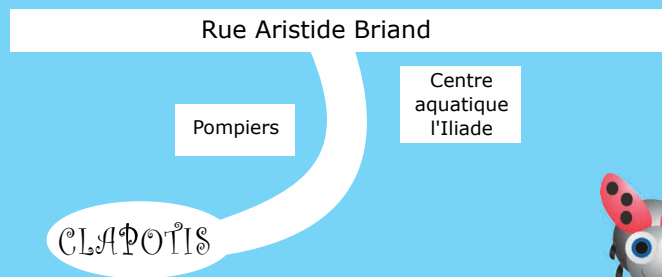 Rue Aristide Briand
Centre
aquatique
l'Iliade
Pompiers
CLAPOTIS